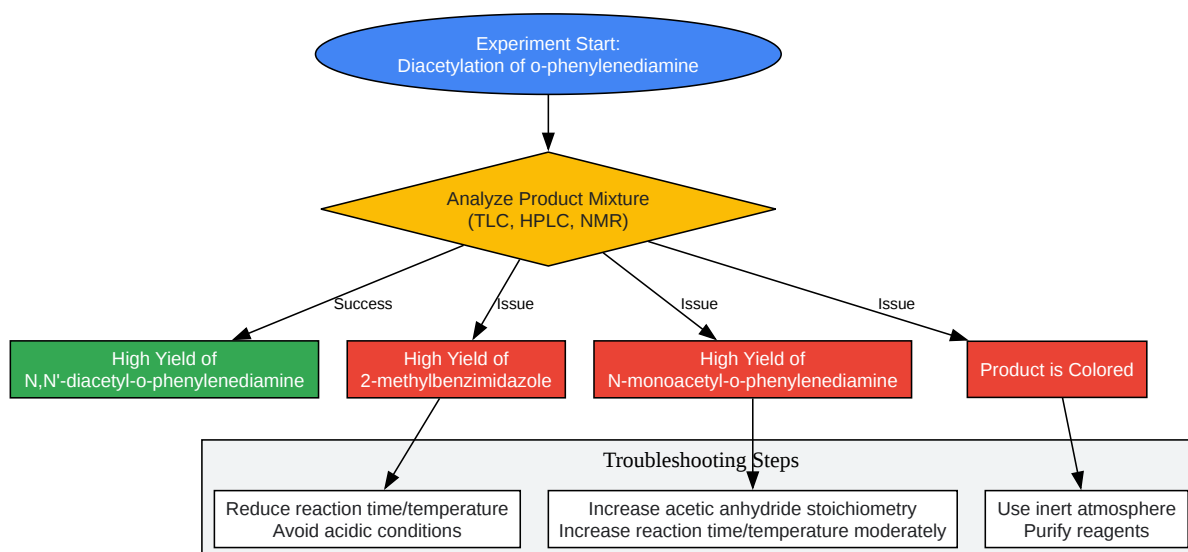 Experiment Start:
Diacetylation of o-phenylenediamine
Analyze Product Mixture
(TLC, HPLC, NMR)
Success
Issue
Issue
Issue
High Yield of
N,N'-diacetyl-o-phenylenediamine
High Yield of
2-methylbenzimidazole
High Yield of
N-monoacetyl-o-phenylenediamine
Product is Colored
Troubleshooting Steps
Reduce reaction time/temperature
Avoid acidic conditions
Increase acetic anhydride stoichiometry
Increase reaction time/temperature moderately
Use inert atmosphere
Purify reagents